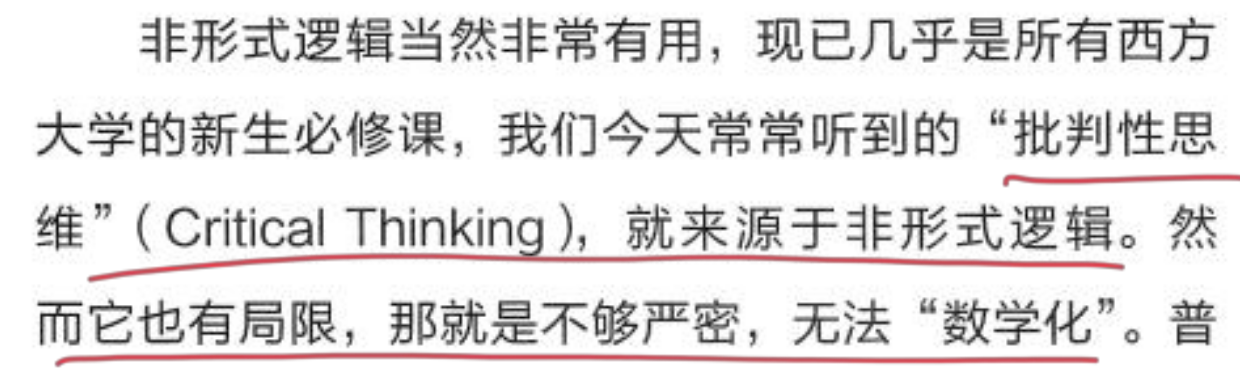 非形式逻辑当然非常有用，现已几乎是所有西方
大学的新生必修课，我们今天常常听到的“批判性思
维”（Critical Thinking），就来源于非形式逻辑。然
而它也有局限，那就是不够严密，无法“数学化”。普